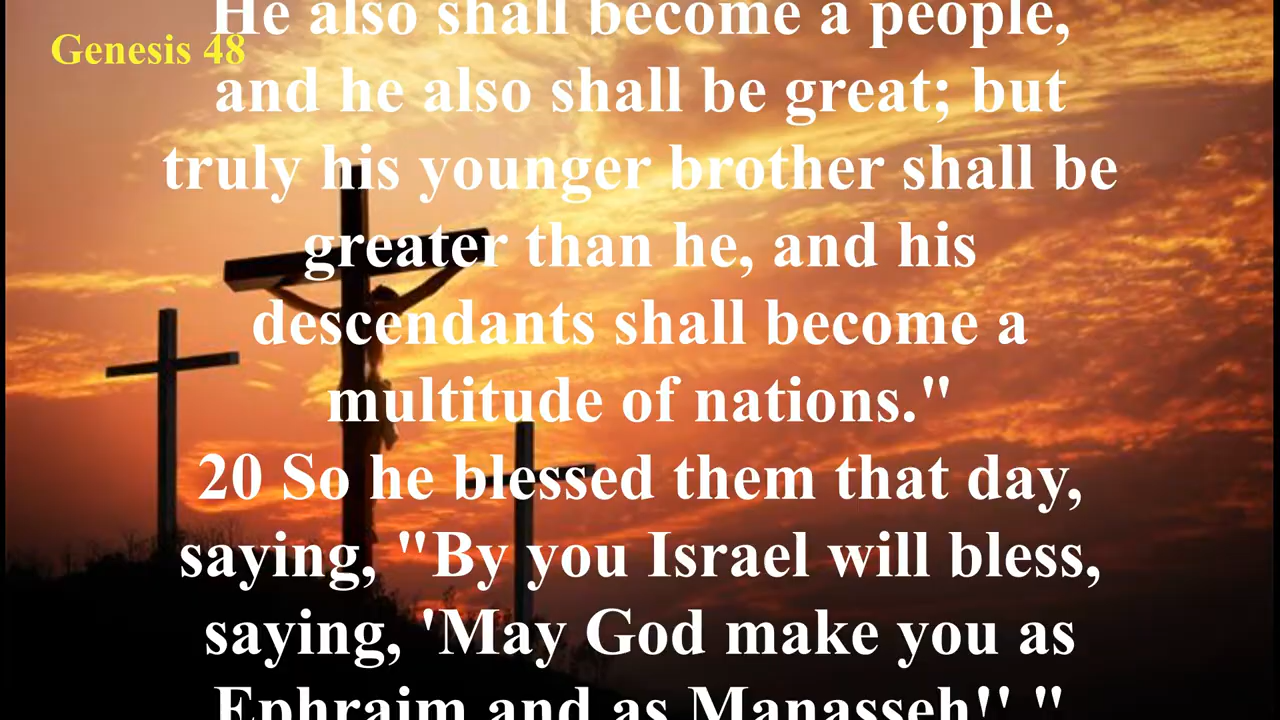 He also shall become a people,
Genesis 48
and he also shall be great; but
truly his younger brother shall be
greater than he, and his
descendants shall become a
multitude of nations."
20 So he blessed them that day,
saying, "By you Israel will bless,
saying, 'May God make you as
Ephraim and as Manasseh!' "